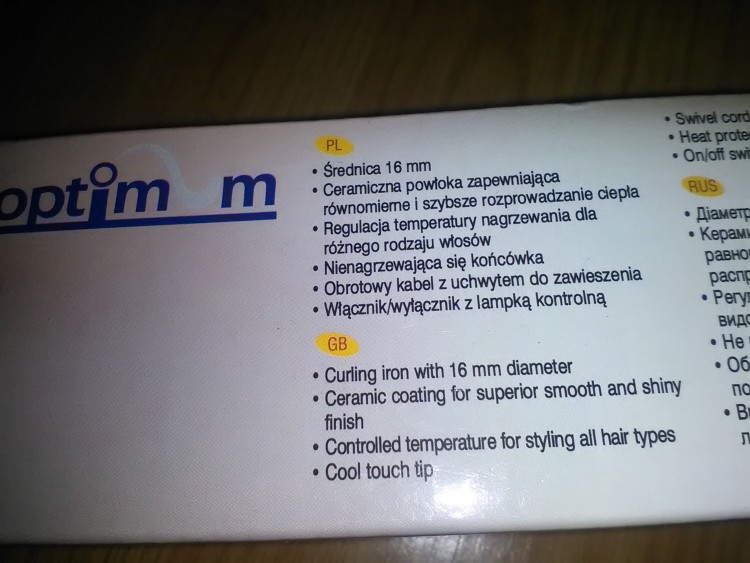 optimum
PL
• Średnica 16 mm
• Ceramiczna powłoka zapewniająca
równomierne i szybsze rozprowadzanie ciepła
• Regulacja temperatury nagrzewania dla
różnego rodzaju włosów
• Nienagrzewająca się końcówka
• Obrotowy kabel z uchwytem do zawieszenia
• Włącznik/wyłącznik z lampką kontrolną
GB
• Curling iron with 16 mm diameter
• Ceramic coating for superior smooth and shiny
finish
• Controlled temperature for styling all hair types
• Cool touch tip
• Swivel cord
• Heat prote
• On/off swi
RUS
• Діаметр
• Керами
равно
распр
• Регу
видо
• Не
• Об
по
• В
л